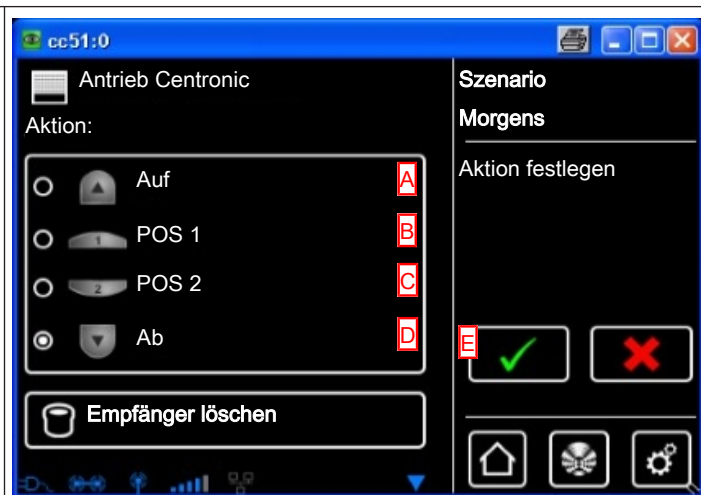 cc51:0
Antrieb Centronic
Aktion:
Auf A
1 POS 1 B
2 POS 2 C
Ab D
Empfänger löschen
Szenario
Morgens
Aktion festlegen
E